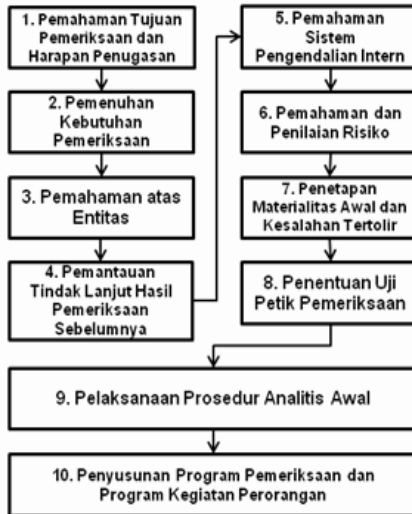 1. Pemahaman Tujuan
Pemeriksaan dan
Harapan Penugasan
2. Pemenuhan
Kebutuhan
Pemeriksaan
3. Pemahaman atas
Entitas
4. Pemantauan
Tindak Lanjut Hasil
Pemeriksaan
Sebelumnya
5. Pemahaman
Sistem
Pengendalian Intern
6. Pemahaman dan
Penilaian Risiko
7. Penetapan
Materialitas Awal dan
Kesalahan Tertolir
8. Penentuan Uji
Petik Pemeriksaan
9. Pelaksanaan Prosedur Analitis Awal
10. Penyusunan Program Pemeriksaan dan
Program Kegiatan Perorangan